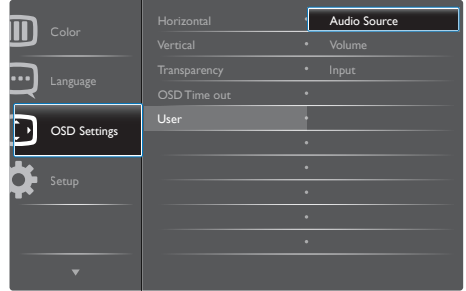 Color
Language
OSD Settings
Setup
Horizontal
Vertical
Transparency
OSD Time out
User
Audio Source
Volume
Input